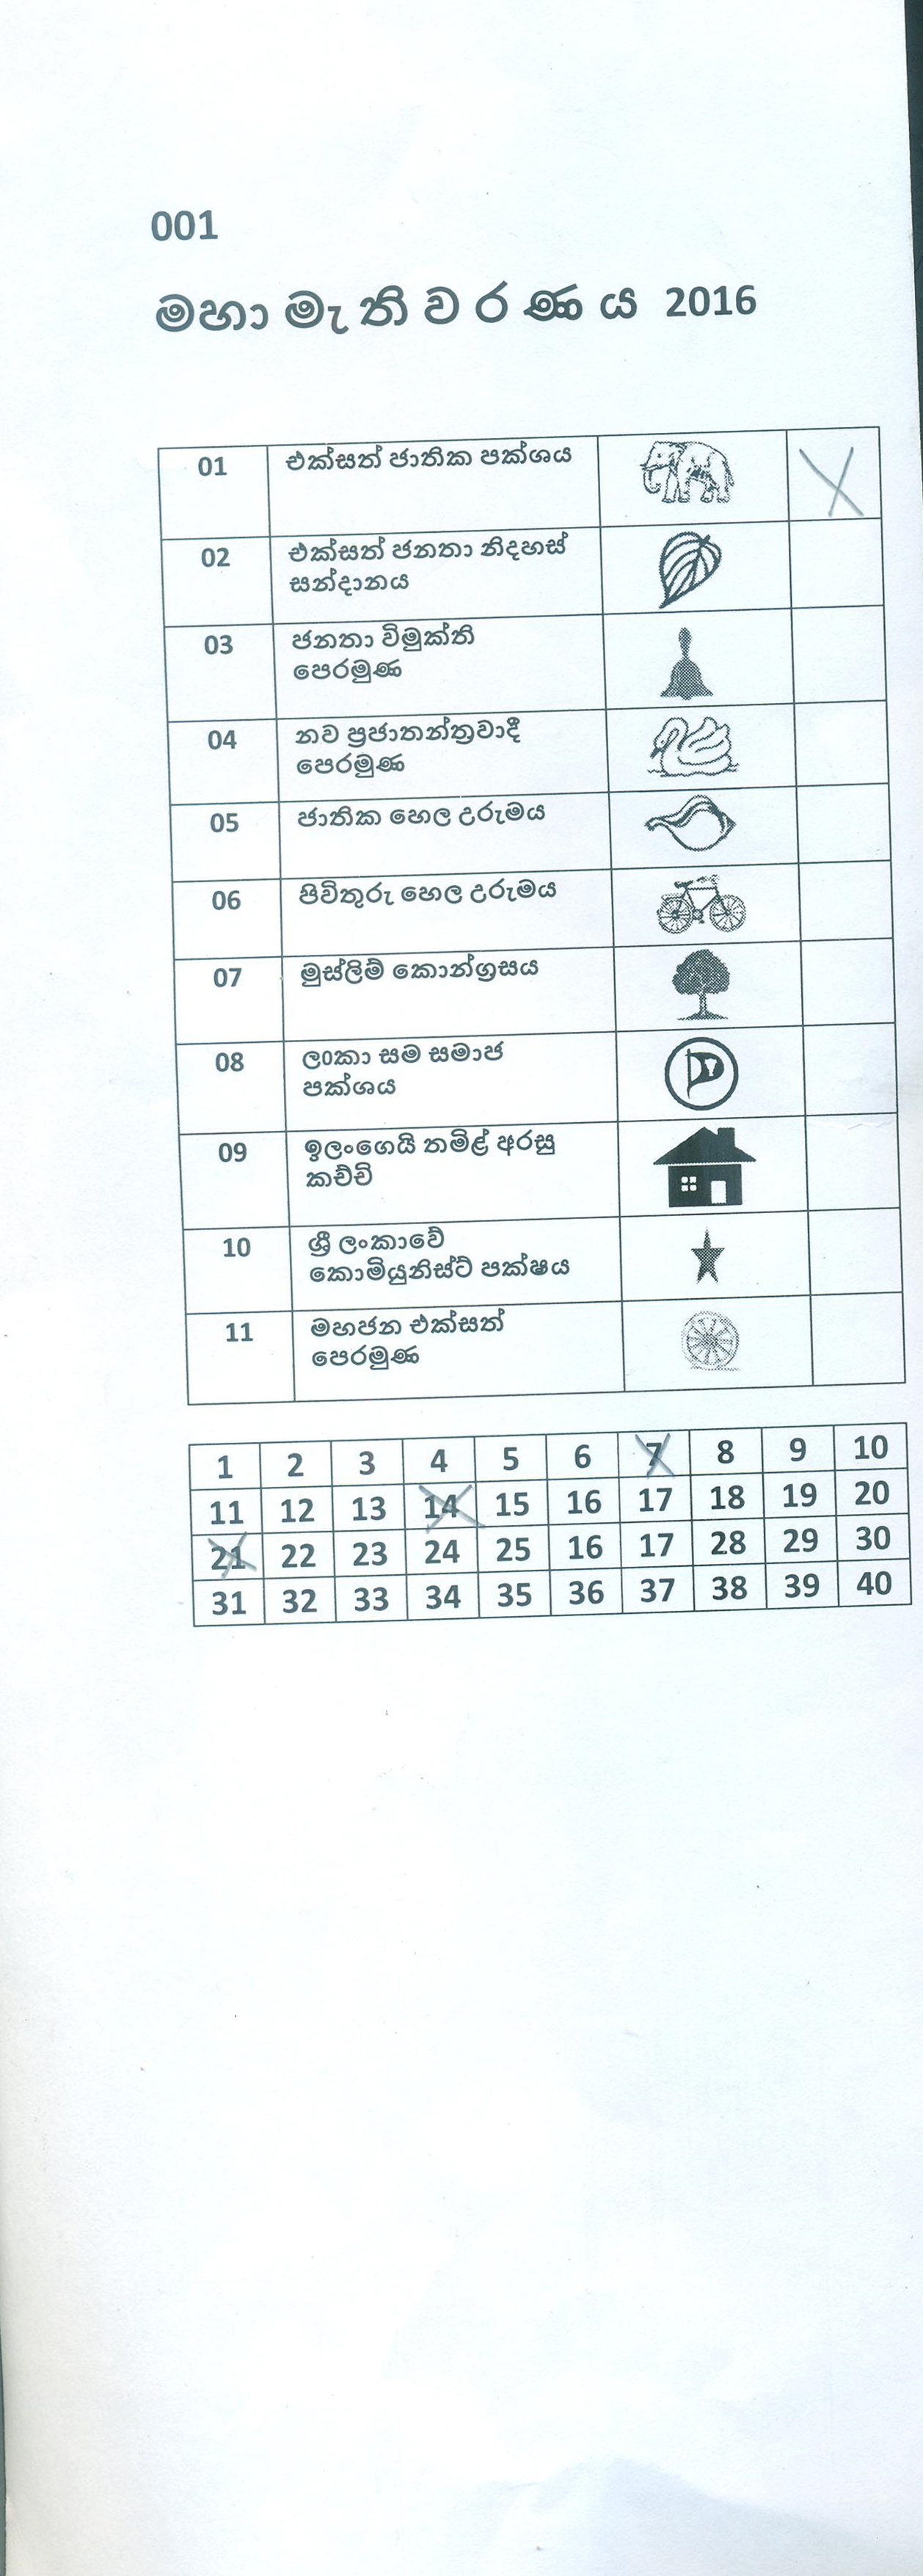 001
මහා මැතිවරණය 2016
01 එක්සත් ජාතික පක්ශය X
02 එක්සත් ජනතා නිදහස්
සන්දානය
03 ජනතා විමුක්ති
පෙරමුණ
04 නව ප්‍රජාතන්ත්‍රවාදී
පෙරමුණ
05 ජාතික හෙල උරුමය
06 පිවිතුරු හෙල උරුමය
07 මුස්ලිම් කොන්ග්‍රසය
08 ල0කා සම සමාජ
පක්ශය
09 ඉලංගෙයි තමිළ් අරසු
කච්චි
10 ශ්‍රී ලංකාවේ
කොමියුනිස්ට් පක්ෂය
11 මහජන එක්සත්
පෙරමුණ
1 2 3 4 5 6 7 8 9 10
11 12 13 14 15 16 17 18 19 20
21 22 23 24 25 16 17 28 29 30
31 32 33 34 35 36 37 38 39 40